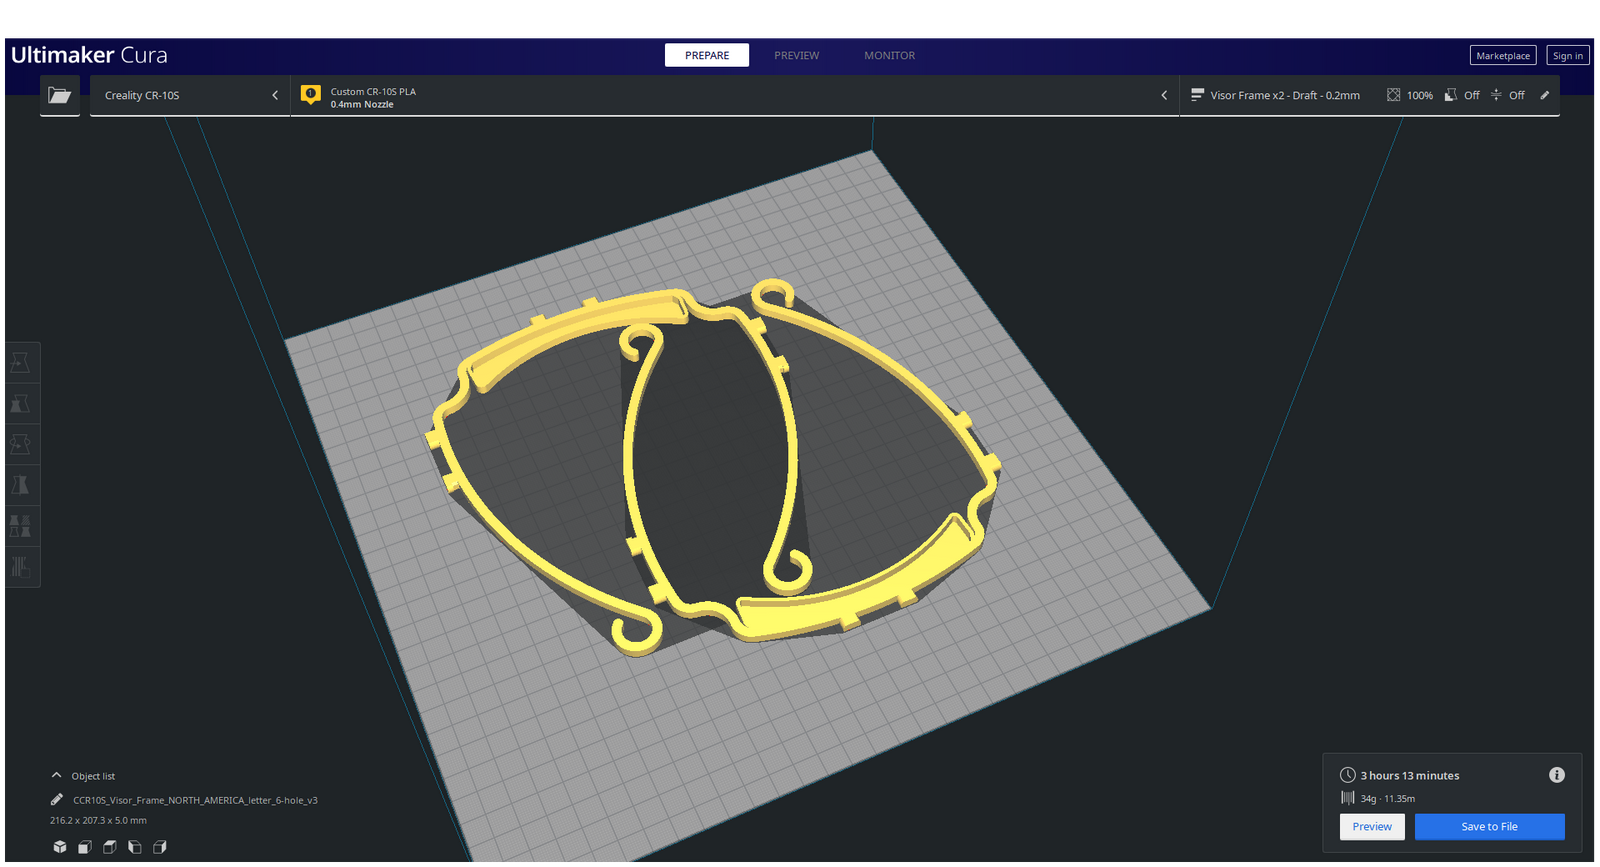 Ultimaker Cura
PREPARE
PREVIEW
MONITOR
Marketplace
Sign in
Creality CR-10S
1
Custom CR-10S PLA
0.4mm Nozzle
Visor Frame x2 - Draft - 0.2mm
100%
Off
Off
Object list
CCR10S_Visor_Frame_NORTH_AMERICA_letter_6-hole_v3
216.2 x 207.3 x 5.0 mm
3 hours 13 minutes
34g · 11.35m
Preview
Save to File